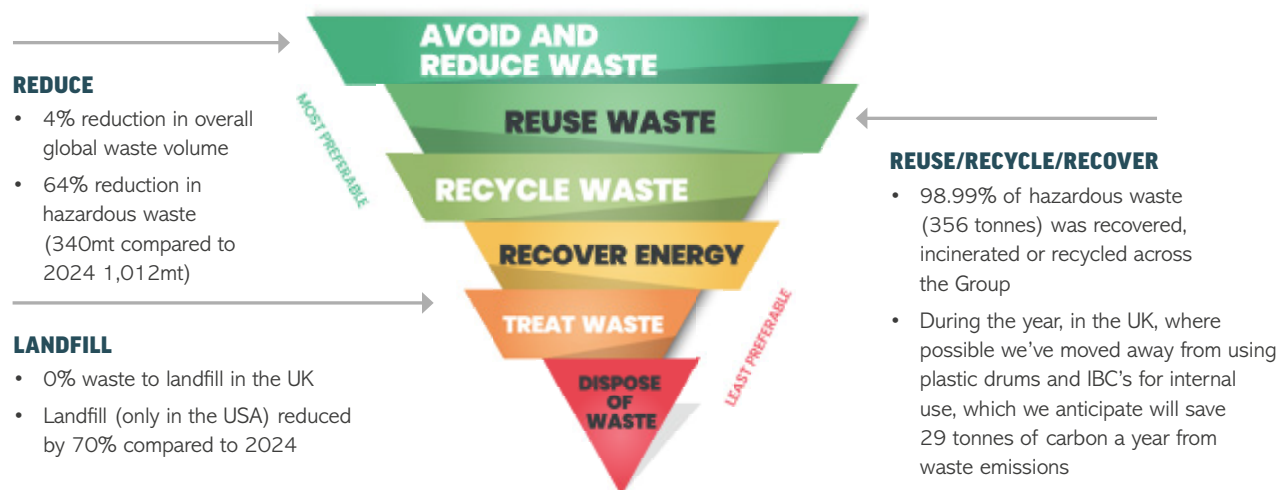 REDUCE
• 4% reduction in overall
global waste volume
• 64% reduction in
hazardous waste
(340mt compared to
2024 1,012mt)
LANDFILL
• 0% waste to landfill in the UK
• Landfill (only in the USA) reduced
by 70% compared to 2024
AVOID AND
REDUCE WASTE
REUSE WASTE
RECYCLE WASTE
RECOVER ENERGY
TREAT WASTE
DISPOSE
OF
WASTE
MOST PREFERABLE
LEAST PREFERABLE
REUSE/RECYCLE/RECOVER
• 98.99% of hazardous waste
(356 tonnes) was recovered,
incinerated or recycled across
the Group
• During the year, in the UK, where
possible we’ve moved away from using
plastic drums and IBC’s for internal
use, which we anticipate will save
29 tonnes of carbon a year from
waste emissions